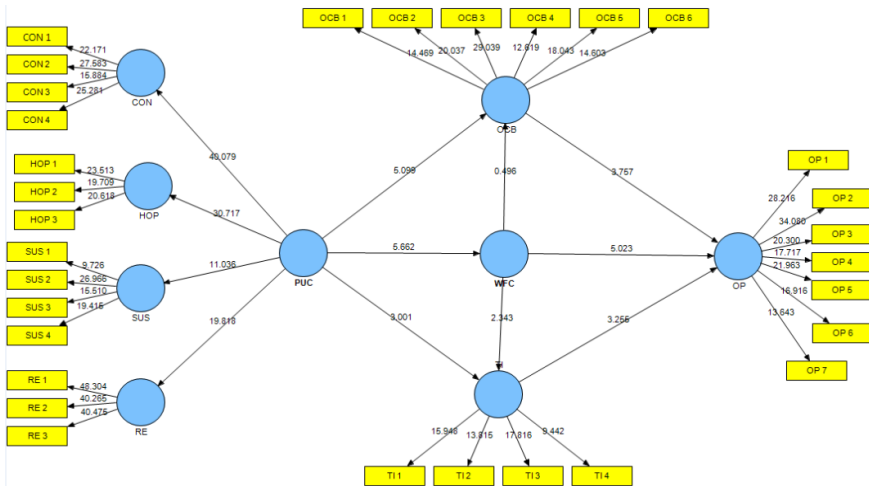 OCB 1 OCB 2 OCB 3 OCB 4 OCB 5 OCB 6
14.469 20.037 29.039 12.619 18.043 14.603
OCB
CON 1
CON 2
CON 3
CON 4
22.171
27.583
15.884
25.281
CON
HOP 1
HOP 2
HOP 3
23.513
19.709
20.618
HOP
SUS 1
SUS 2
SUS 3
SUS 4
9.726
26.966
15.510
19.415
SUS
RE 1
RE 2
RE 3
48.304
40.265
40.475
RE
40.079
30.717
11.036
19.818
PUC
5.099
5.662
3.001
0.496
WFC
2.343
3.757
5.023
3.256
TI
15.948 13.815 17.816 9.442
TI 1 TI 2 TI 3 TI 4
OP
28.216
34.080
20.300
17.717
21.963
16.916
13.643
OP 1
OP 2
OP 3
OP 4
OP 5
OP 6
OP 7